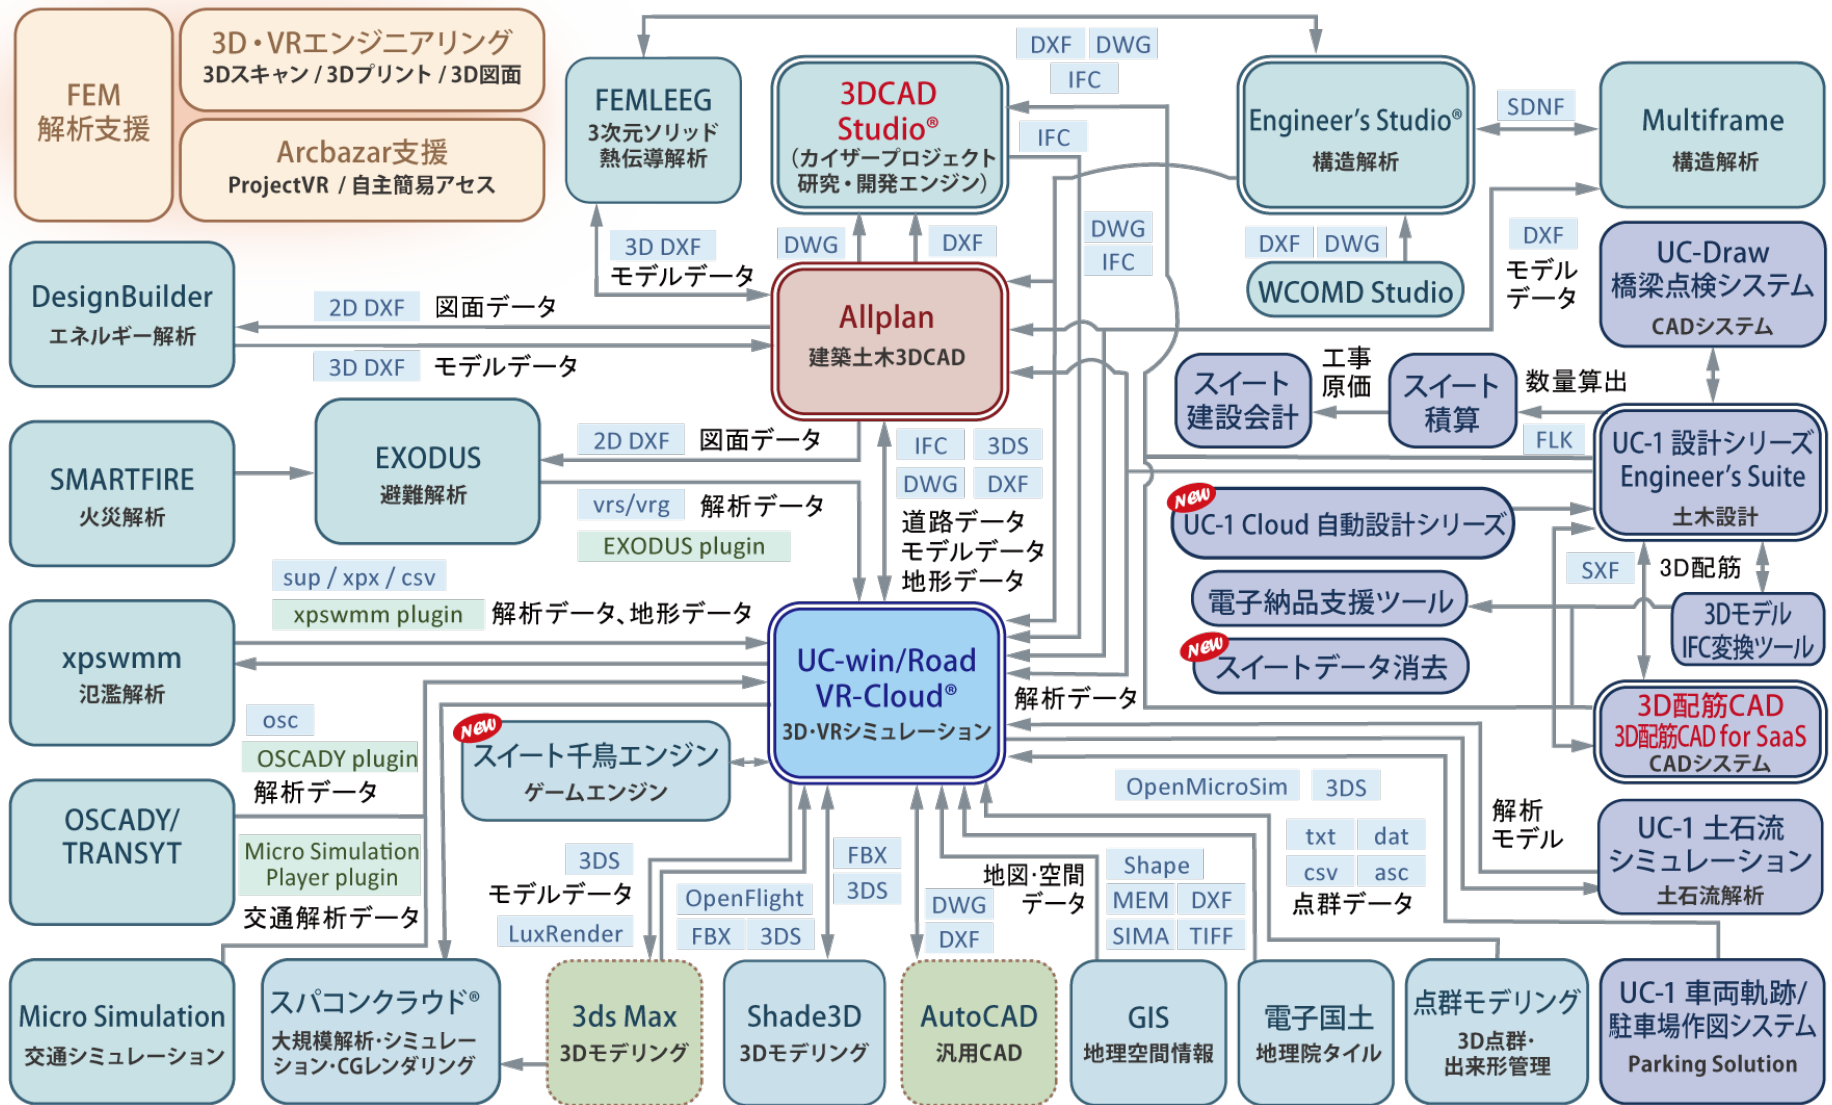 FEM
解析支援
3D・VRエンジニアリング
3Dスキャン / 3Dプリント / 3D図面
Arcbazar支援
ProjectVR / 自主簡易アセス
FEMLEEG
3次元ソリッド
熱伝導解析
3DCAD
Studio®
（カイザープロジェクト
研究・開発エンジン）
DXF
DWG
IFC
IFC
Engineer's Studio®
構造解析
SDNF
Multiframe
構造解析
3D DXF
モデルデータ
DWG
DXF
DWG
IFC
DXF
DWG
WCOMD Studio
DXF
モデル
データ
UC-Draw
橋梁点検システム
CADシステム
DesignBuilder
エネルギー解析
2D DXF
図面データ
3D DXF
モデルデータ
Allplan
建築土木3DCAD
スイート
建設会計
工事
原価
スイート
積算
数量算出
FLK
UC-1 設計シリーズ
Engineer's Suite
土木設計
SMARTFIRE
火災解析
EXODUS
避難解析
2D DXF
図面データ
vrs/vrg
解析データ
EXODUS plugin
IFC
3DS
DWG
DXF
道路データ
モデルデータ
地形データ
New
UC-1 Cloud 自動設計シリーズ
SXF
3D配筋
電子納品支援ツール
3Dモデル
IFC変換ツール
New
スイートデータ消去
sup / xpx / csv
xpswmm plugin
解析データ、地形データ
xpswmm
氾濫解析
UC-win/Road
VR-Cloud®
3D・VRシミュレーション
解析データ
3D配筋CAD
3D配筋CAD for SaaS
CADシステム
osc
OSCADY plugin
解析データ
New
スイート千鳥エンジン
ゲームエンジン
OSCADY/
TRANSYT
Micro Simulation
Player plugin
交通解析データ
3DS
モデルデータ
LuxRender
OpenFlight
FBX
3DS
FBX
3DS
DWG
DXF
地図・空間
データ
OpenMicroSim
3DS
Shape
MEM
DXF
SIMA
TIFF
txt
dat
csv
asc
点群データ
解析
モデル
UC-1 土石流
シミュレーション
土石流解析
Micro Simulation
交通シミュレーション
スパコンクラウド®
大規模解析・シミュレー
ション・CGレンダリング
3ds Max
3Dモデリング
Shade3D
3Dモデリング
AutoCAD
汎用CAD
GIS
地理空間情報
電子国土
地理院タイル
点群モデリング
3D点群・
出来形管理
UC-1 車両軌跡/
駐車場作図システム
Parking Solution